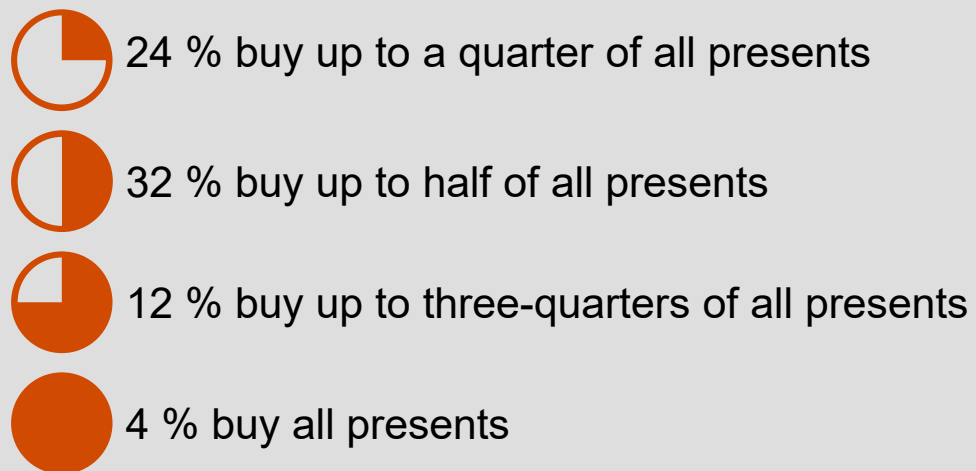 24 % buy up to a quarter of all presents
32 % buy up to half of all presents
12 % buy up to three-quarters of all presents
4 % buy all presents